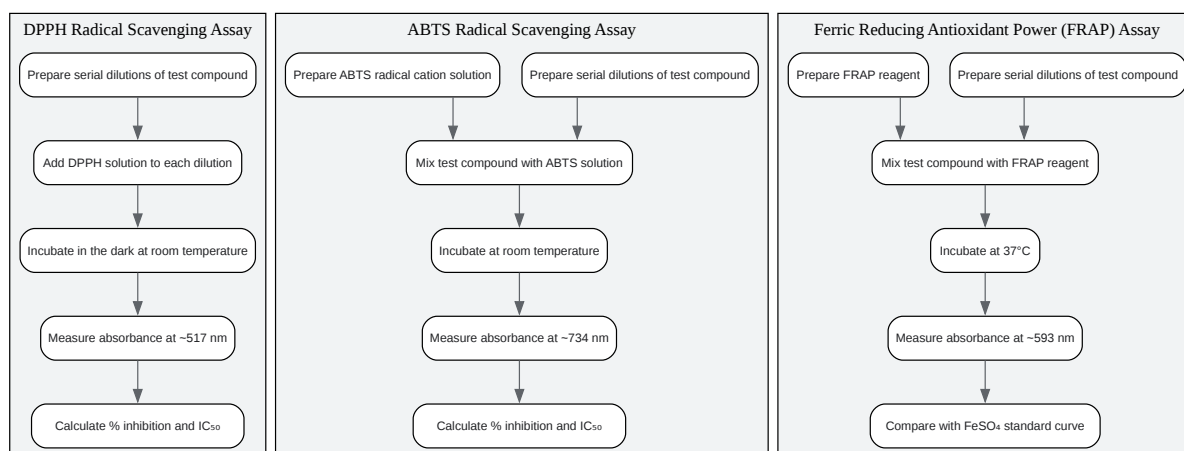 DPPH Radical Scavenging Assay
Prepare serial dilutions of test compound
Add DPPH solution to each dilution
Incubate in the dark at room temperature
Measure absorbance at ~517 nm
Calculate % inhibition and IC₅₀
ABTS Radical Scavenging Assay
Prepare ABTS radical cation solution
Prepare serial dilutions of test compound
Mix test compound with ABTS solution
Incubate at room temperature
Measure absorbance at ~734 nm
Calculate % inhibition and IC₅₀
Ferric Reducing Antioxidant Power (FRAP) Assay
Prepare FRAP reagent
Prepare serial dilutions of test compound
Mix test compound with FRAP reagent
Incubate at 37°C
Measure absorbance at ~593 nm
Compare with FeSO₄ standard curve